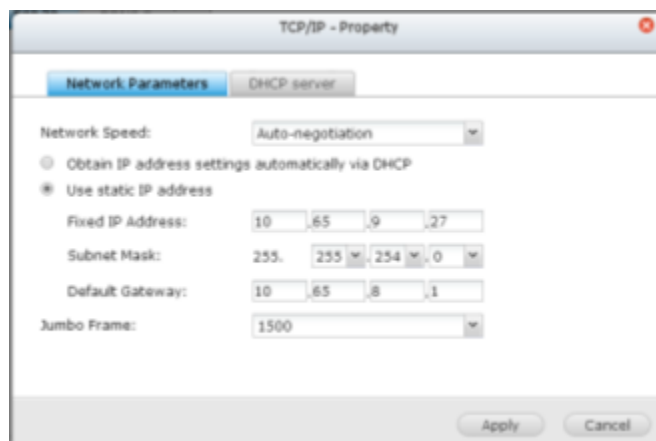 TCP/IP - Property
Network Parameters
DHCP server
Network Speed: Auto-negotiation
Obtain IP address settings automatically via DHCP
Use static IP address
Fixed IP Address: 10 .65 .9 .27
Subnet Mask: 255. 255 . 254 . 0
Default Gateway: 10 .65 .8 .1
Jumbo Frame: 1500
Apply Cancel